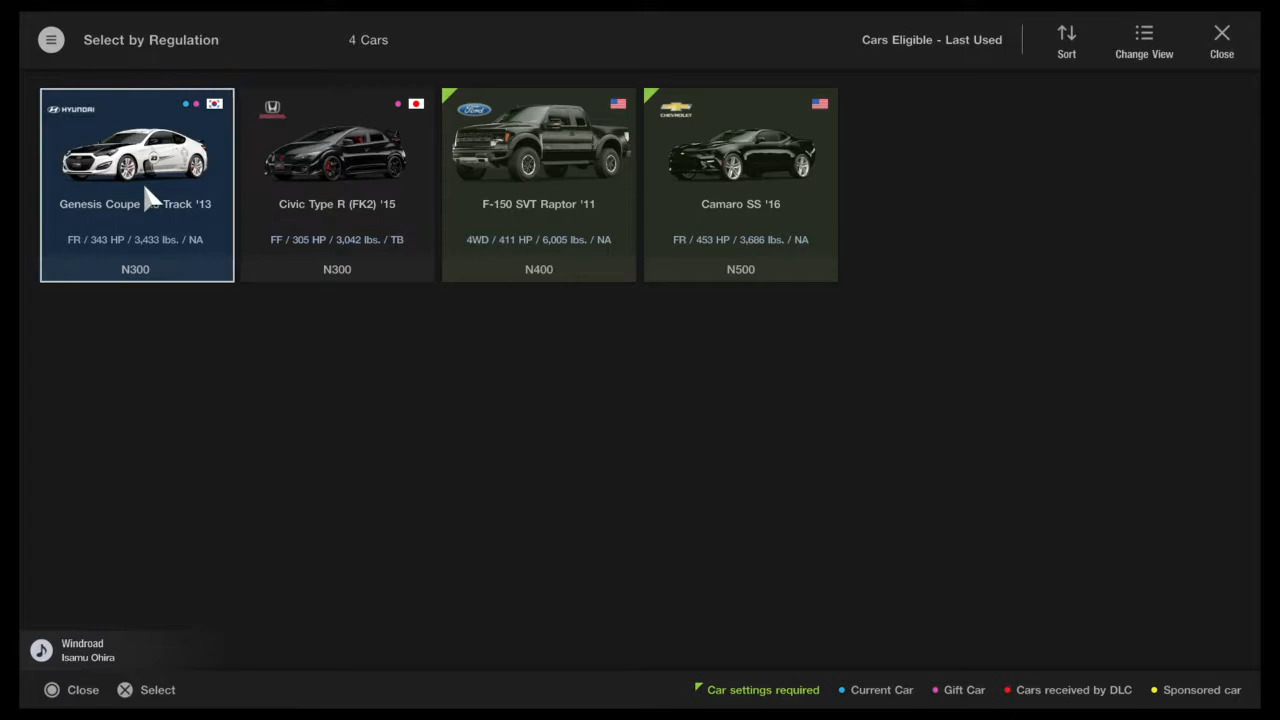 Select by Regulation
4 Cars
Cars Eligible - Last Used
Sort
Change View
Close
HYUNDAI
Genesis Coupe Track '13
FR / 343 HP / 3,433 lbs. / NA
N300
HONDA
Civic Type R (FK2) '15
FF / 305 HP / 3,042 lbs. / TB
N300
Ford
F-150 SVT Raptor '11
4WD / 411 HP / 6,005 lbs. / NA
N400
CHEVROLET
Camaro SS '16
FR / 453 HP / 3,686 lbs. / NA
N500
Windroad
Isamu Ohira
Close
Select
Car settings required
Current Car
Gift Car
Cars received by DLC
Sponsored car